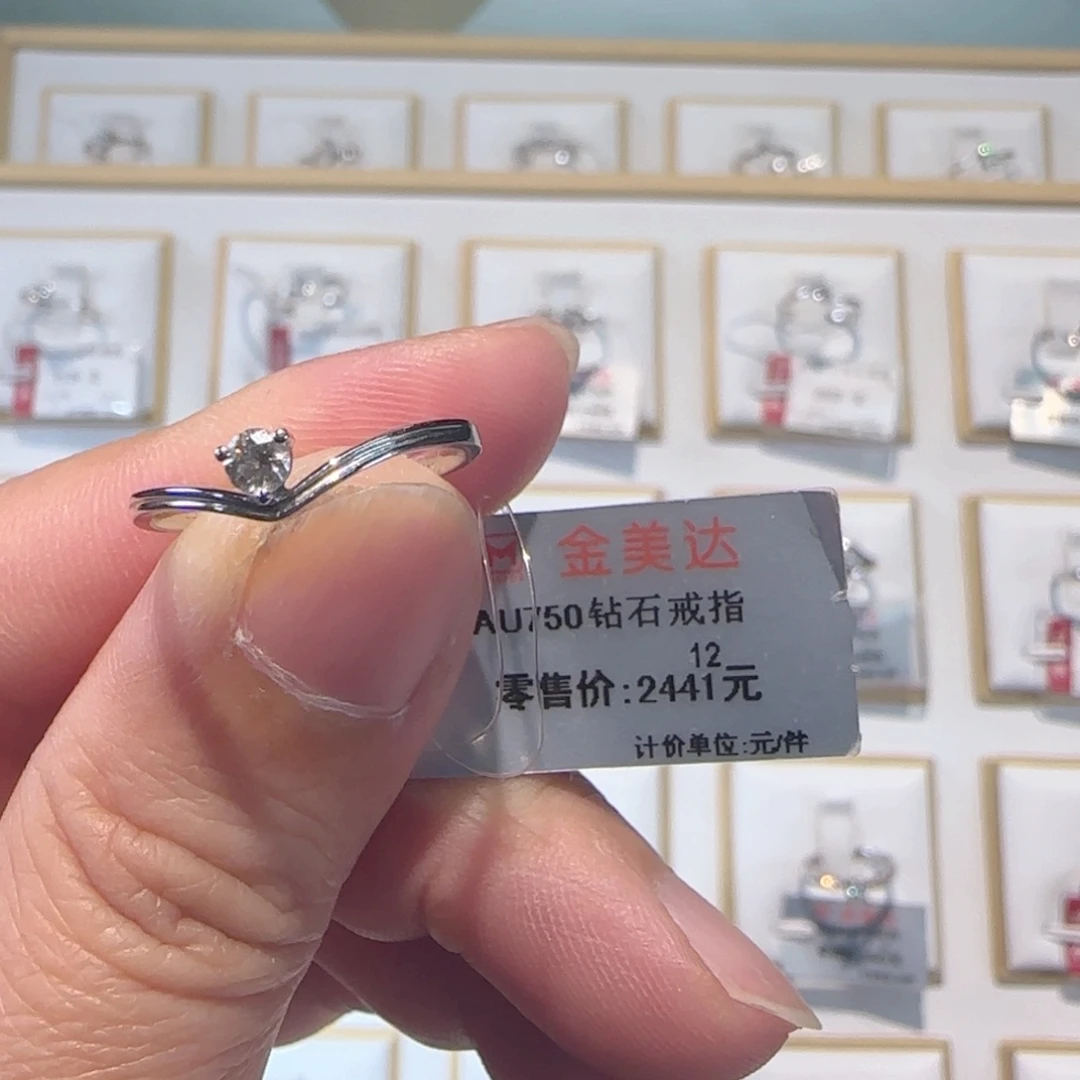 金美达
AU750钻石戒指
12
零售价:2441元
计价单位:元/件